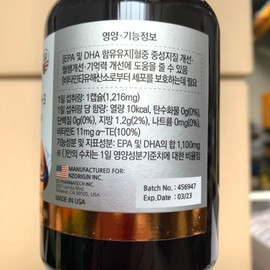 영양·기능정보
[EPA 및 DHA 함유유지]혈중 중성지질 개선·
혈행개선·기억력 개선에 도움을 줄 수 있음
[비타민E]유해산소로부터 세포를 보호하는데 필요
1일 섭취량: 1캡슐(1,216mg)
1일 섭취량 당 함량: 열량 10kcal, 탄수화물 0g(0%),
단백질 0g(0%), 지방 1.2g(2%), 나트륨 0mg(0%),
비타민E 11mg α-TE(100%)
기능성분 및 지표성분: EPA 및 DHA의 합 1,100mg
※ ( )안의 수치는 1일 영양성분기준치에 대한 비율임
MANUFACTURED FOR:
NZORIGIN INC.
Torrance, CA 90505, USA
MADE IN USA
Batch No. : 456947
Exp.Date : 03/23